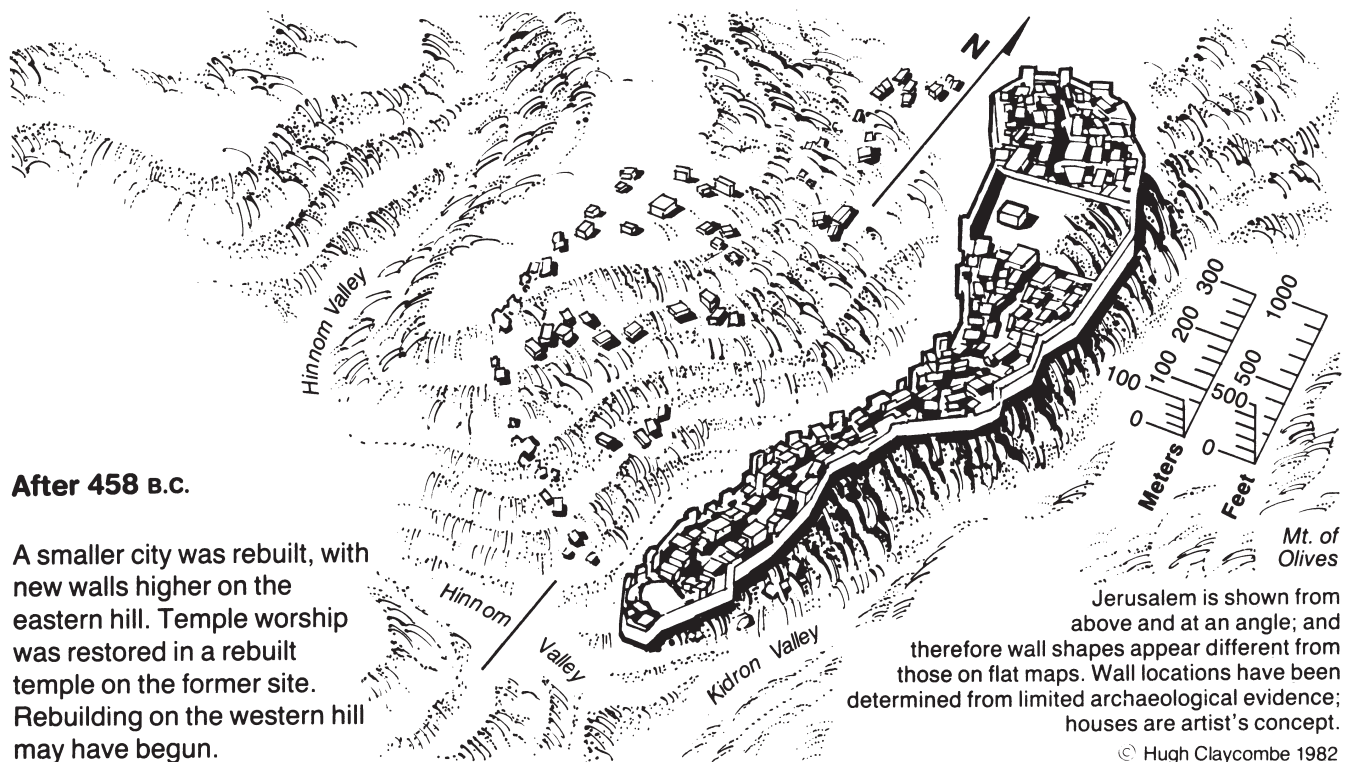 N
Hinnom Valley
300
1000
200
100
100
500
500
0
0
Meters
Feet
After 458 B.C.
A smaller city was rebuilt, with
new walls higher on the
eastern hill. Temple worship
was restored in a rebuilt
temple on the former site.
Rebuilding on the western hill
may have begun.
Hinnom
Valley
Kidron Valley
Mt. of
Olives
Jerusalem is shown from
above and at an angle; and
therefore wall shapes appear different from
those on flat maps. Wall locations have been
determined from limited archaeological evidence;
houses are artist's concept.
© Hugh Claycombe 1982